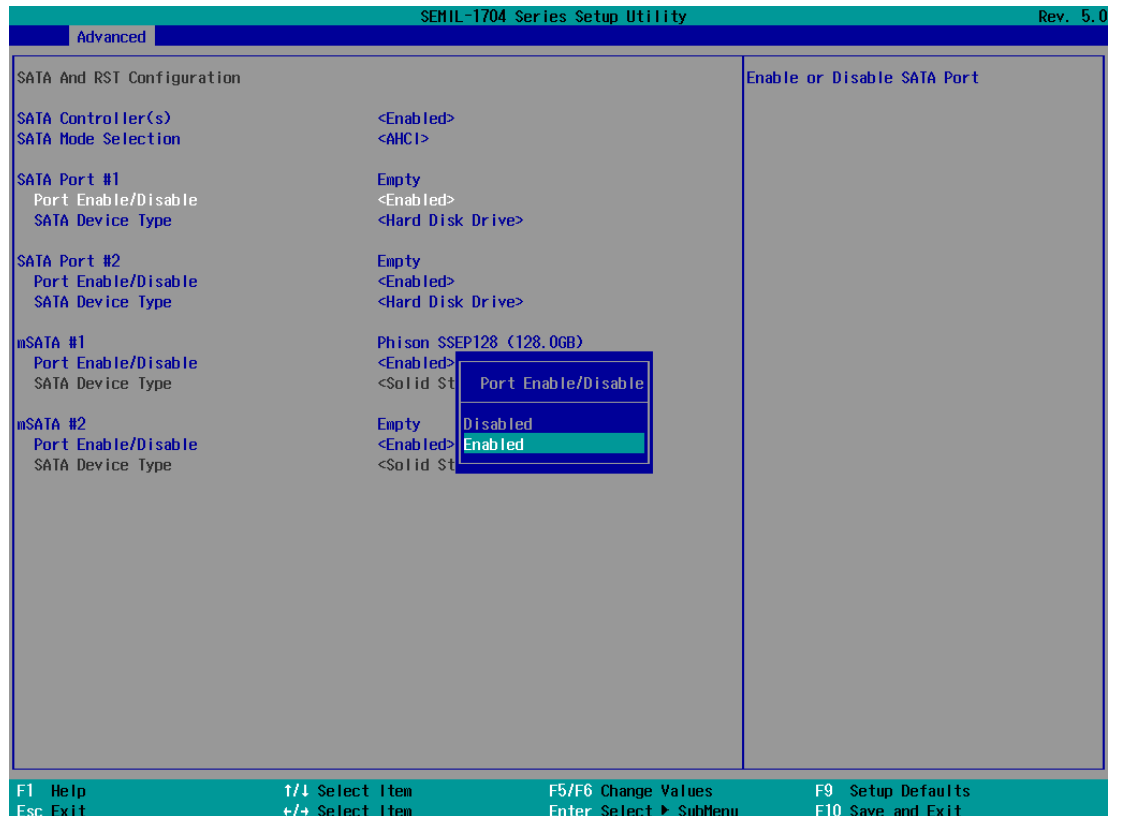 SEMIL-1704 Series Setup Utility Rev. 5.0
Advanced
SATA And RST Configuration Enable or Disable SATA Port
SATA Controller(s) <Enabled>
SATA Mode Selection <AHCI>
SATA Port #1 Empty
Port Enable/Disable <Enabled>
SATA Device Type <Hard Disk Drive>
SATA Port #2 Empty
Port Enable/Disable <Enabled>
SATA Device Type <Hard Disk Drive>
mSATA #1 Phison SSEP128 (128.0GB)
Port Enable/Disable <Enabled>
SATA Device Type <Solid St Port Enable/Disable
mSATA #2 Empty Disabled
Port Enable/Disable <Enabled> Enabled
SATA Device Type <Solid St
F1 Help ↑/↓ Select Item F5/F6 Change Values F9 Setup Defaults
Esc Exit ←/→ Select Item Enter Select ► SubMenu F10 Save and Exit